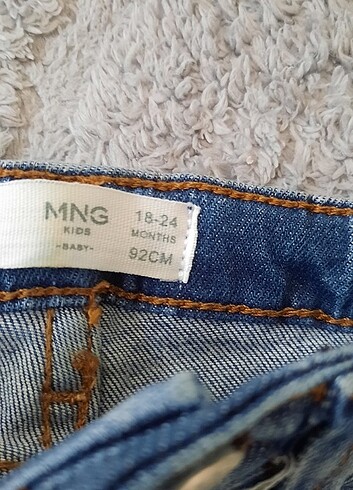 MNG
KIDS
-BABY-
18-24
MONTHS
92CM